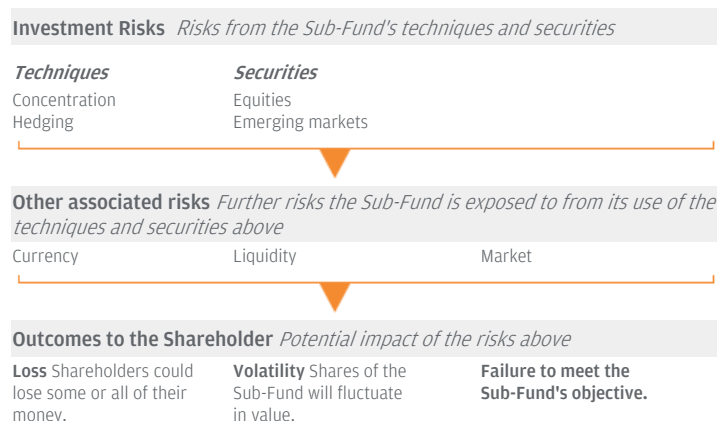 Investment Risks Risks from the Sub-Fund's techniques and securities
Techniques Securities
Concentration Equities
Hedging Emerging markets
Other associated risks Further risks the Sub-Fund is exposed to from its use of the
techniques and securities above
Currency Liquidity Market
Outcomes to the Shareholder Potential impact of the risks above
Loss Shareholders could Volatility Shares of the Failure to meet the
lose some or all of their Sub-Fund will fluctuate Sub-Fund's objective.
money. in value.